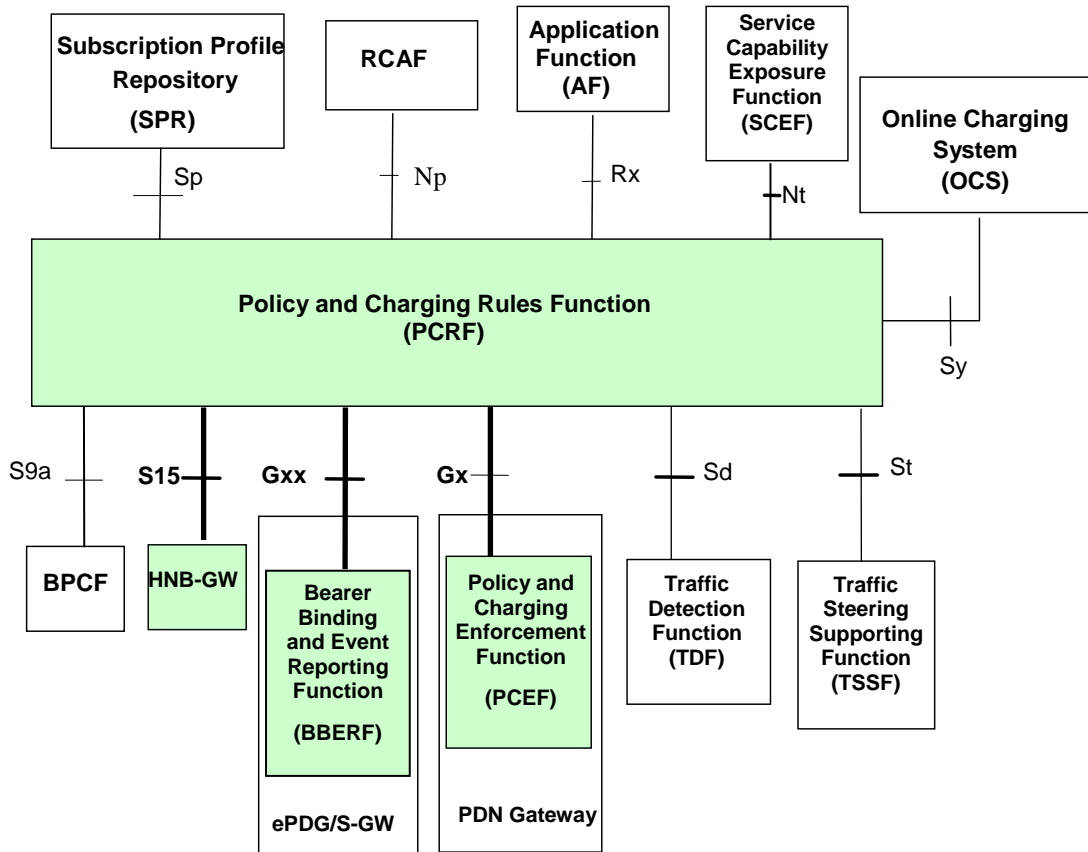 Subscription Profile
Repository
(SPR)
RCAF
Application
Function
(AF)
Service
Capability
Exposure
Function
(SCEF)
Online Charging
System
(OCS)
Sp
Np
Rx
Nt
Policy and Charging Rules Function
(PCRF)
Sy
S9a
S15
Gxx
Gx
Sd
St
BPCF
HNB-GW
Bearer
Binding
and Event
Reporting
Function
(BBERF)
ePDG/S-GW
Policy and
Charging
Enforcement
Function
(PCEF)
PDN Gateway
Traffic
Detection
Function
(TDF)
Traffic
Steering
Supporting
Function
(TSSF)